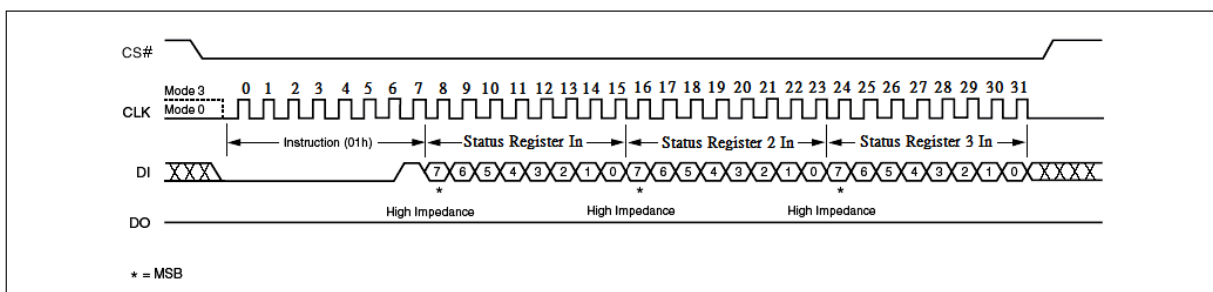 CS#
Mode 3
0 1 2 3 4 5 6 7 8 9 10 11 12 13 14 15 16 17 18 19 20 21 22 23 24 25 26 27 28 29 30 31
CLK
Mode 0
Instruction (01h) Status Register In Status Register 2 In Status Register 3 In
DI 7 6 5 4 3 2 1 0 7 6 5 4 3 2 1 0 7 6 5 4 3 2 1 0
* * *
High Impedance High Impedance High Impedance
DO
* = MSB